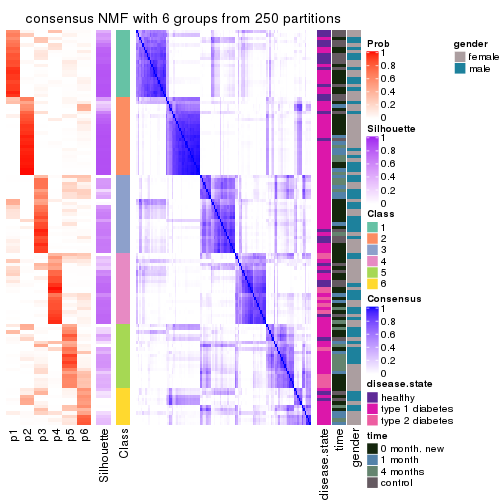 consensus NMF with 6 groups from 250 partitions
Prob
1
0.8
0.6
0.4
0.2
0
gender
female
male
Silhouette
1
0.8
0.6
0.4
0.2
0
Class
1
2
3
4
5
6
Consensus
1
0.8
0.6
0.4
0.2
0
disease.state
healthy
type 1 diabetes
type 2 diabetes
time
0 month. new
1 month
4 months
control
p1
p2
p3
p4
p5
p6
Silhouette
Class
disease.state
time
gender